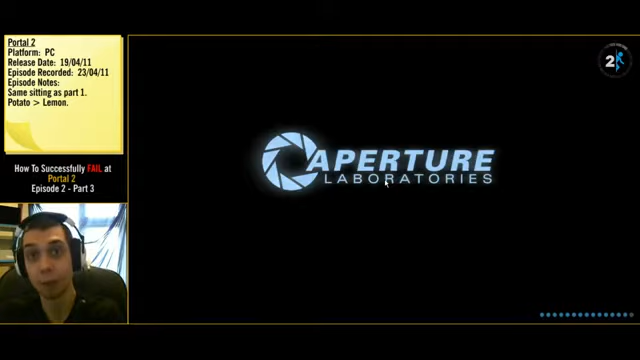 Portal 2
Platform: PC
Release Date: 19/04/11
Episode Recorded: 23/04/11
Episode Notes:
Same sitting as part 1.
Potato > Lemon.
How To Successfully FAIL at
Portal 2
Episode 2 - Part 3
APERTURE
LABORATORIES
2